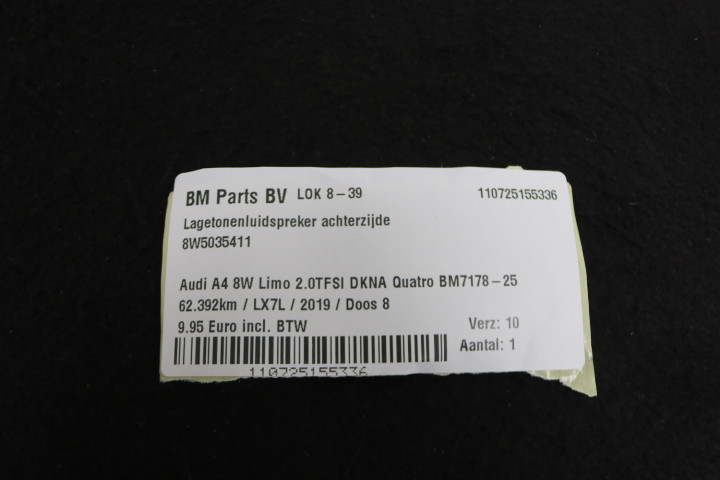 BM Parts BV LOK 8-39 110725155336
Lagetonenluidspreker achterzijde
8W5035411
Audi A4 8W Limo 2.0TFSI DKNA Quatro BM7178-25
62.392km / LX7L / 2019 / Doos 8
9.95 Euro incl. BTW Verz: 10
Aantal: 1
110725155336